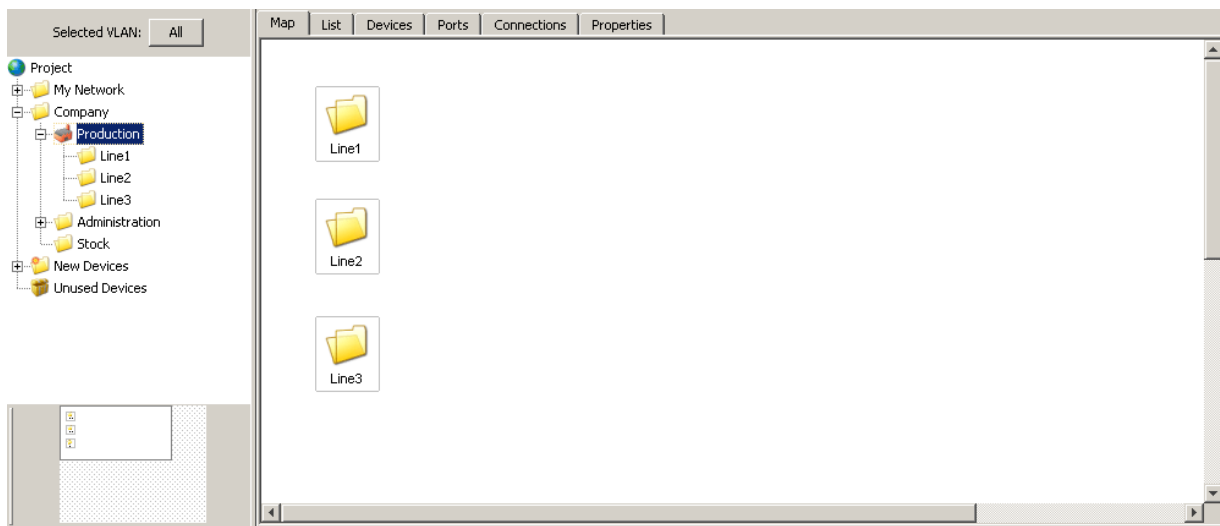 Selected VLAN: All
Project
My Network
Company
Production
Line1
Line2
Line3
Administration
Stock
New Devices
Unused Devices
Map List Devices Ports Connections Properties
Line1
Line2
Line3